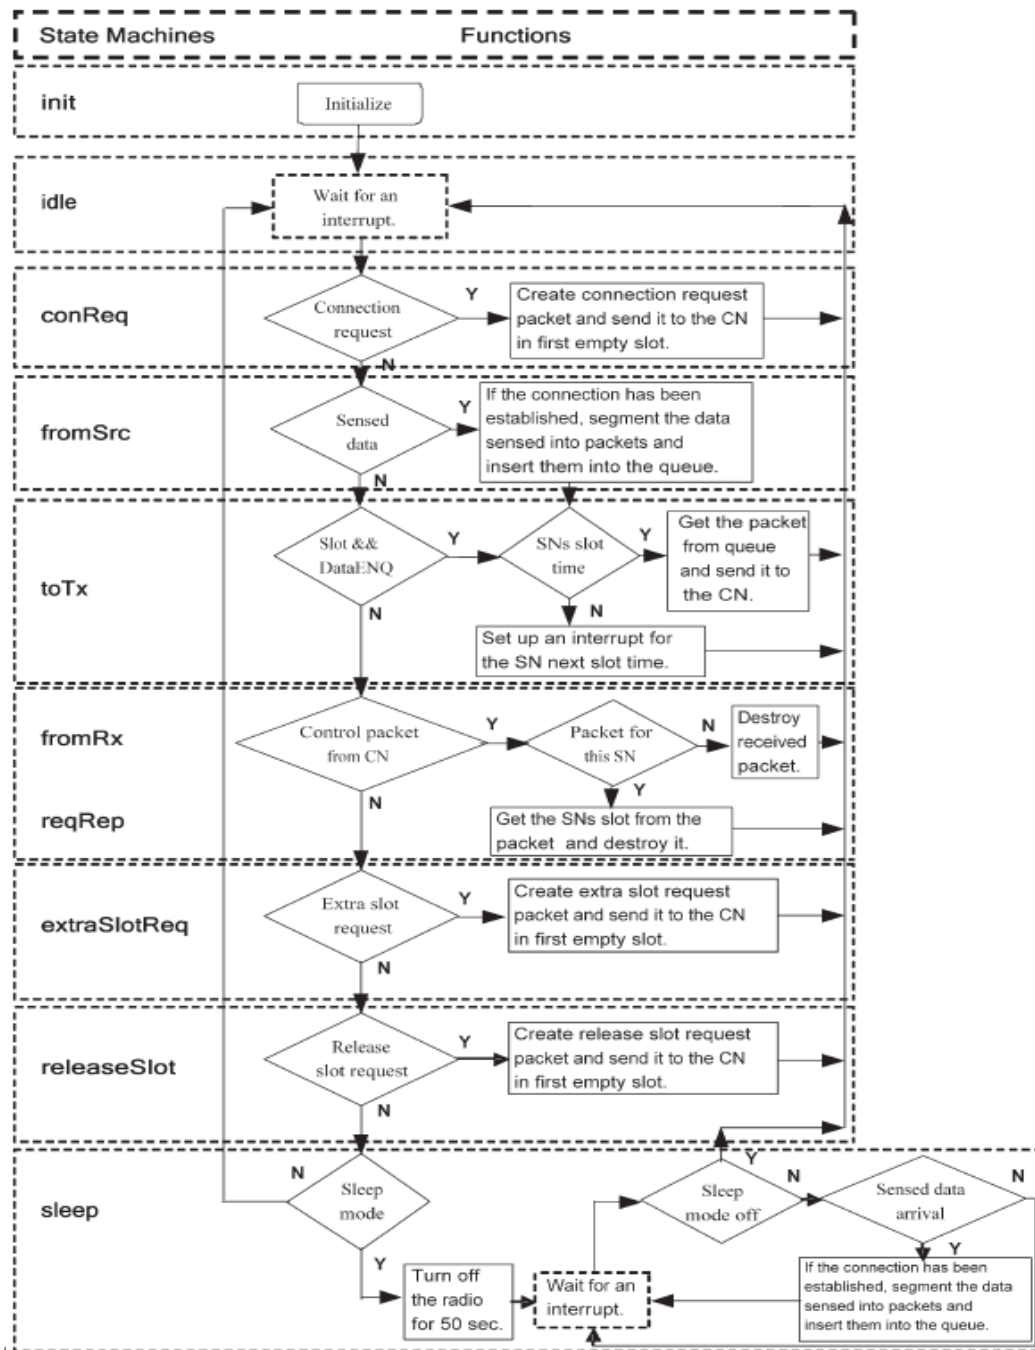 State Machines Functions
init
Initialize
idle
Wait for an
interrupt.
conReq
Connection
request
Y
N
Create connection request
packet and send it to the CN
in first empty slot.
fromSrc
Sensed
data
Y
N
If the connection has been
established, segment the data
sensed into packets and
insert them into the queue.
toTx
Slot &&
DataENQ
Y
N
SNs slot
time
Y
N
Get the packet
from queue
and send it to
the CN.
Set up an interrupt for
the SN next slot time.
fromRx
Control packet
from CN
Y
N
Packet for
this SN
N
Y
Destroy
received
packet.
reqRep
Get the SNs slot from the
packet and destroy it.
extraSlotReq
Extra slot
request
Y
N
Create extra slot request
packet and send it to the CN
in first empty slot.
releaseSlot
Release
slot request
Y
N
Create release slot request
packet and send it to the CN
in first empty slot.
sleep
Sleep
mode
N
Y
Turn off
the radio
for 50 sec.
Wait for an
interrupt.
Sleep
mode off
Y
N
Sensed data
arrival
N
Y
If the connection has been
established, segment the data
sensed into packets and
insert them into the queue.